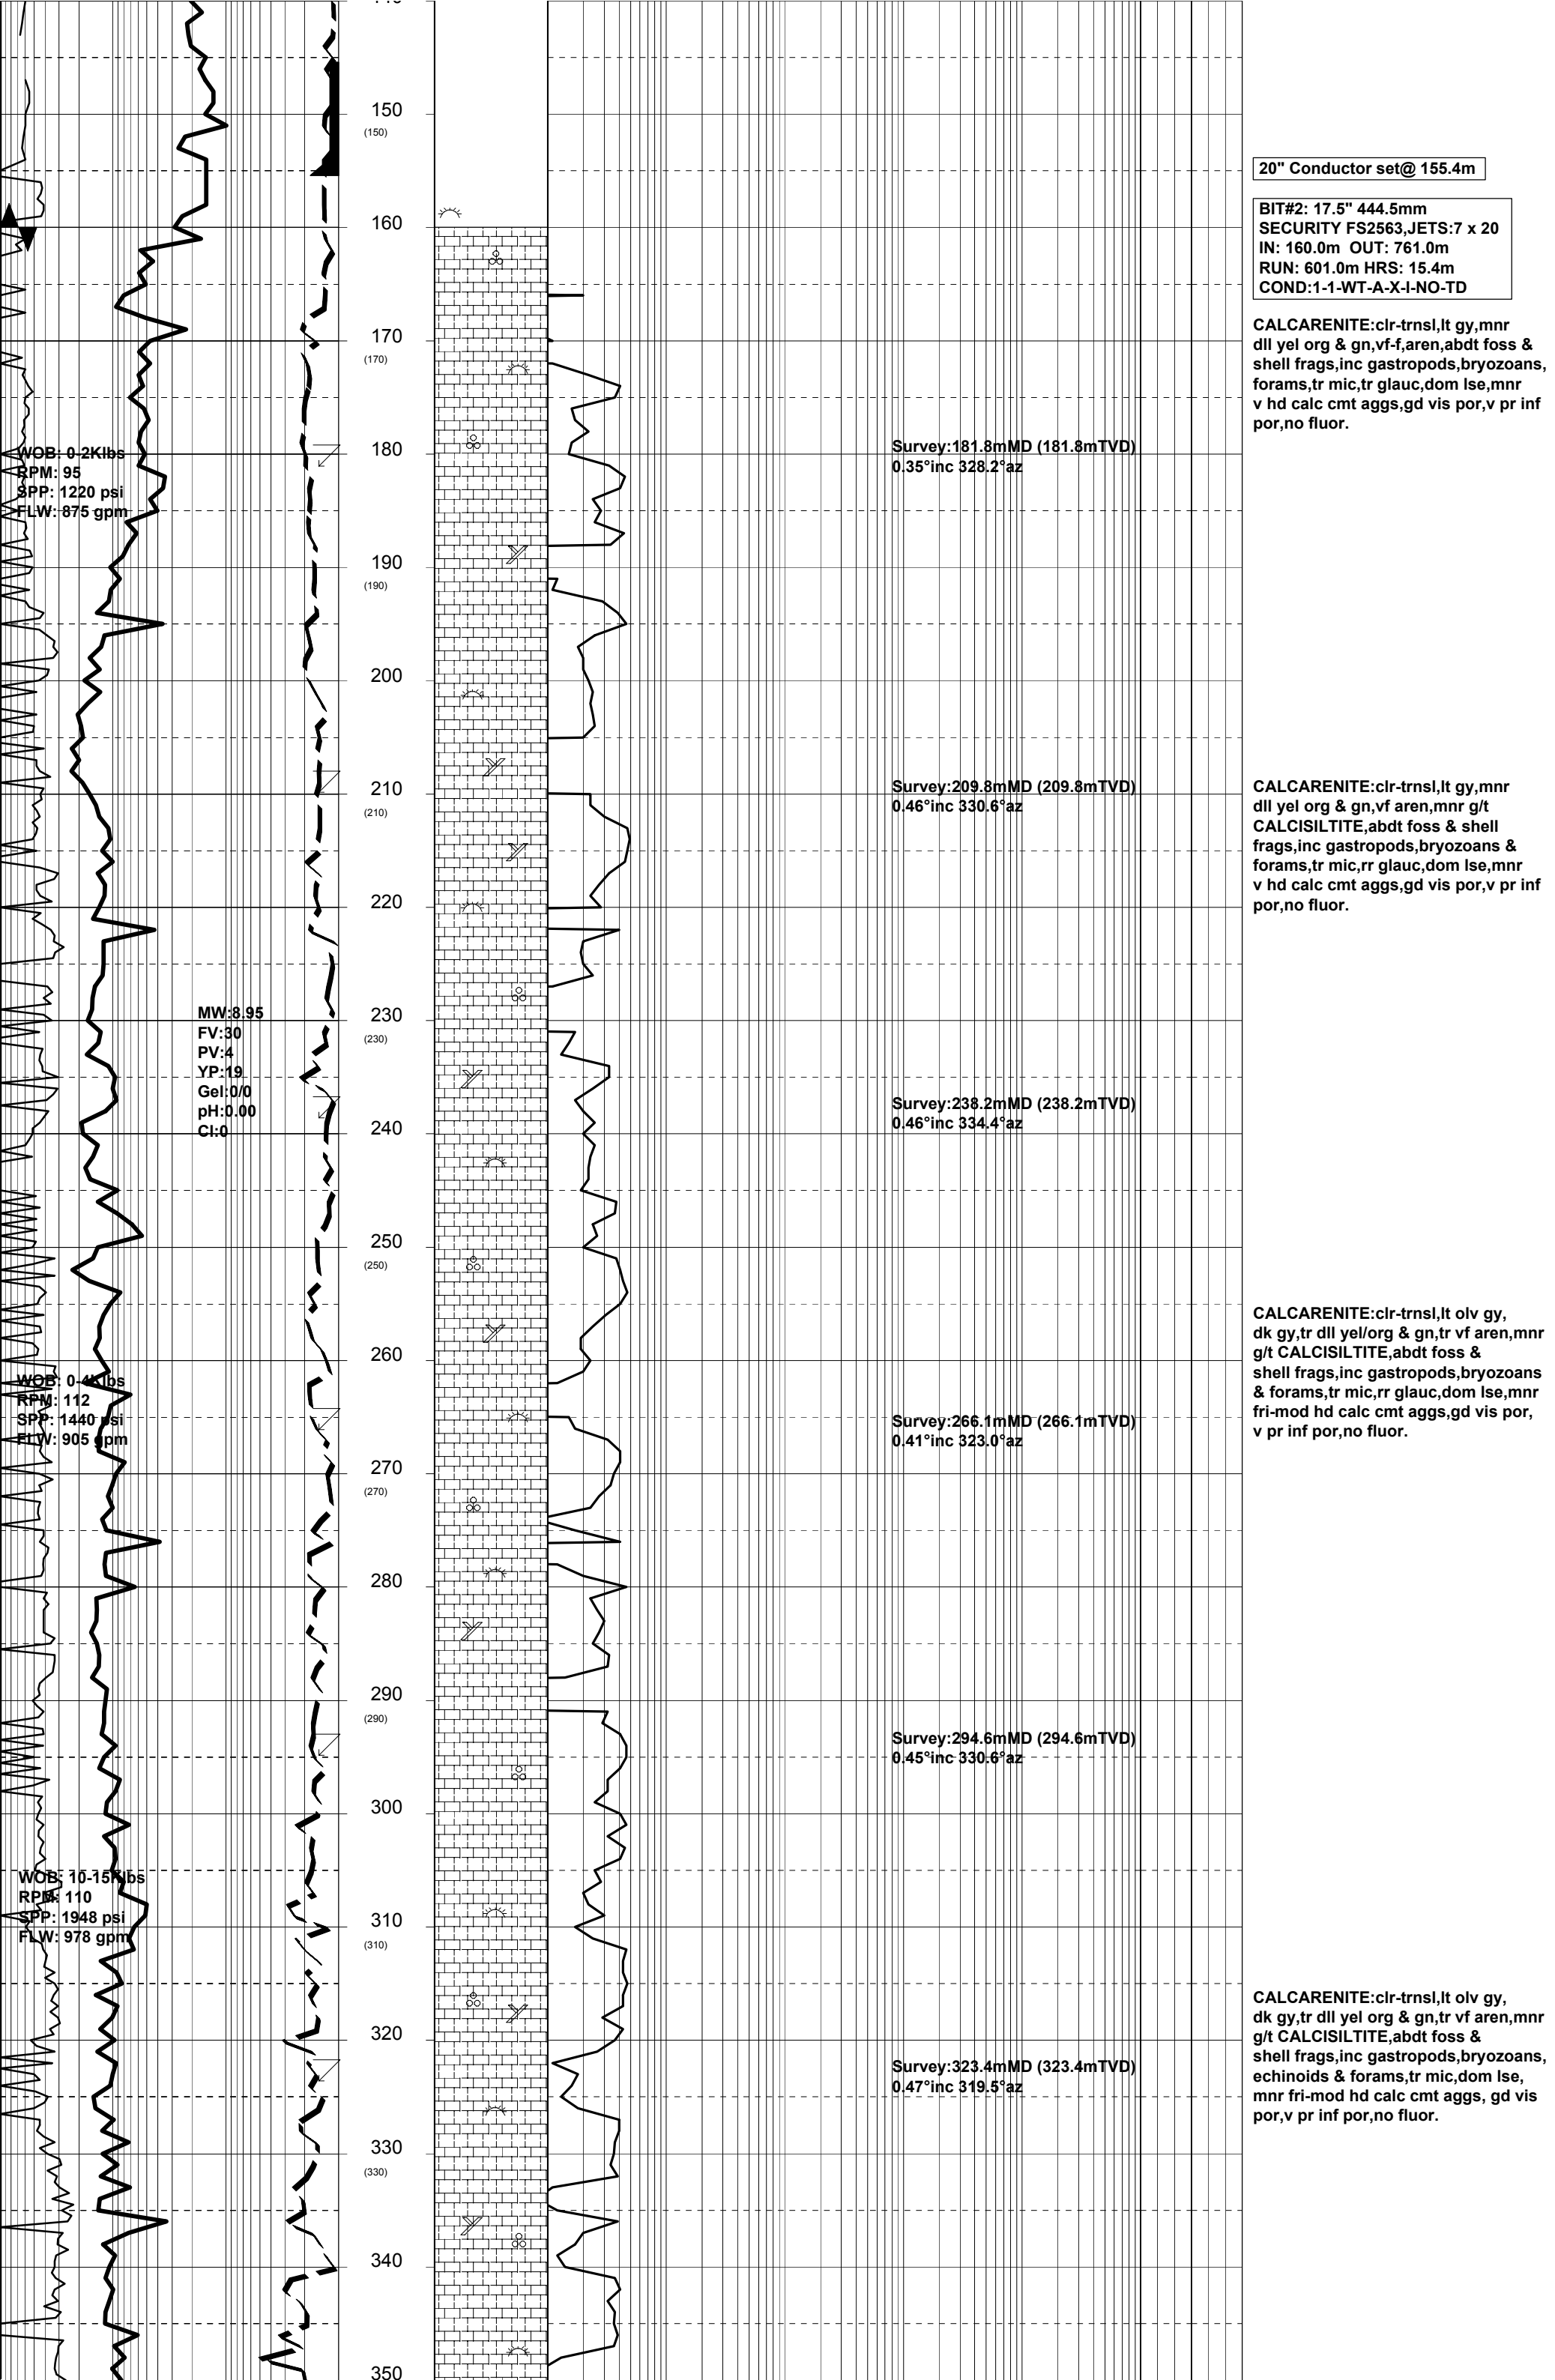 150
(150)
20" Conductor set@ 155.4m
BIT#2: 17.5" 444.5mm
SECURITY FS2563,JETS:7 x 20
IN: 160.0m OUT: 761.0m
RUN: 601.0m HRS: 15.4m
COND:1-1-WT-A-X-I-NO-TD
160
CALCARENITE:clr-trnsl,lt gy,mnr
dll yel org & gn,vf-f,aren,abdt foss &
shell frags,inc gastropods,bryozoans,
forams,tr mic,tr glauc,dom lse,mnr
v hd calc cmt aggs,gd vis por,v pr inf
por,no fluor.
170
(170)
WOB: 0-2Klbs
RPM: 95
SPP: 1220 psi
FLW: 875 gpm
180
Survey:181.8mMD (181.8mTVD)
0.35°inc 328.2°az
190
(190)
200
210
(210)
Survey:209.8mMD (209.8mTVD)
0.46°inc 330.6°az
CALCARENITE:clr-trnsl,lt gy,mnr
dll yel org & gn,vf aren,mnr g/t
CALCISILTITE,abdt foss & shell
frags,inc gastropods,bryozoans &
forams,tr mic,rr glauc,dom lse,mnr
v hd calc cmt aggs,gd vis por,v pr inf
por,no fluor.
220
MW:8.95
FV:30
PV:4
YP:19
Gel:0/0
pH:0.00
Cl:0
230
(230)
Survey:238.2mMD (238.2mTVD)
0.46°inc 334.4°az
240
250
(250)
CALCARENITE:clr-trnsl,lt olv gy,
dk gy,tr dll yel/org & gn,tr vf aren,mnr
g/t CALCISILTITE,abdt foss &
shell frags,inc gastropods,bryozoans
& forams,tr mic,rr glauc,dom lse,mnr
fri-mod hd calc cmt aggs,gd vis por,
v pr inf por,no fluor.
260
WOB: 0-4Klbs
RPM: 112
SPP: 1440 psi
FLW: 905 gpm
Survey:266.1mMD (266.1mTVD)
0.41°inc 323.0°az
270
(270)
280
290
(290)
Survey:294.6mMD (294.6mTVD)
0.45°inc 330.6°az
300
WOB: 10-15Klbs
RPM: 110
SPP: 1948 psi
FLW: 978 gpm
310
(310)
CALCARENITE:clr-trnsl,lt olv gy,
dk gy,tr dll yel org & gn,tr vf aren,mnr
g/t CALCISILTITE,abdt foss &
shell frags,inc gastropods,bryozoans,
echinoids & forams,tr mic,dom lse,
mnr fri-mod hd calc cmt aggs, gd vis
por,v pr inf por,no fluor.
320
Survey:323.4mMD (323.4mTVD)
0.47°inc 319.5°az
330
(330)
340
350